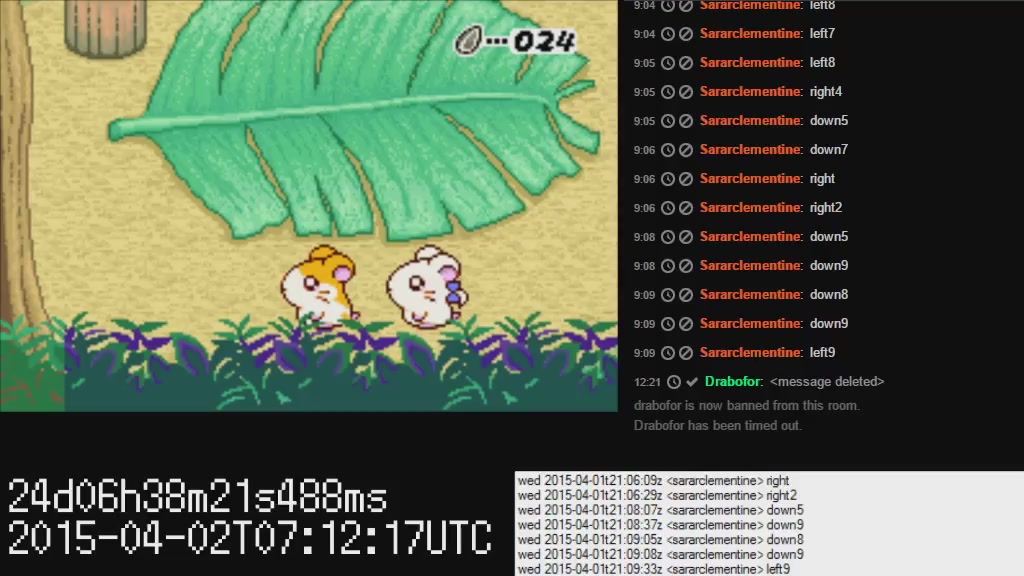 ···024
9:04 Sararclementine: left8
9:04 Sararclementine: left7
9:05 Sararclementine: left8
9:05 Sararclementine: right4
9:05 Sararclementine: down5
9:06 Sararclementine: down7
9:06 Sararclementine: right
9:06 Sararclementine: right2
9:08 Sararclementine: down5
9:08 Sararclementine: down9
9:09 Sararclementine: down8
9:09 Sararclementine: down9
9:09 Sararclementine: left9
12:21 Drabofor: <message deleted>
drabofor is now banned from this room.
Drabofor has been timed out.
24d06h38m21s488ms
2015-04-02T07:12:17UTC
wed 2015-04-01t21:06:09z <sararclementine> right
wed 2015-04-01t21:06:29z <sararclementine> right2
wed 2015-04-01t21:08:07z <sararclementine> down5
wed 2015-04-01t21:08:37z <sararclementine> down9
wed 2015-04-01t21:09:05z <sararclementine> down8
wed 2015-04-01t21:09:08z <sararclementine> down9
wed 2015-04-01t21:09:33z <sararclementine> left9